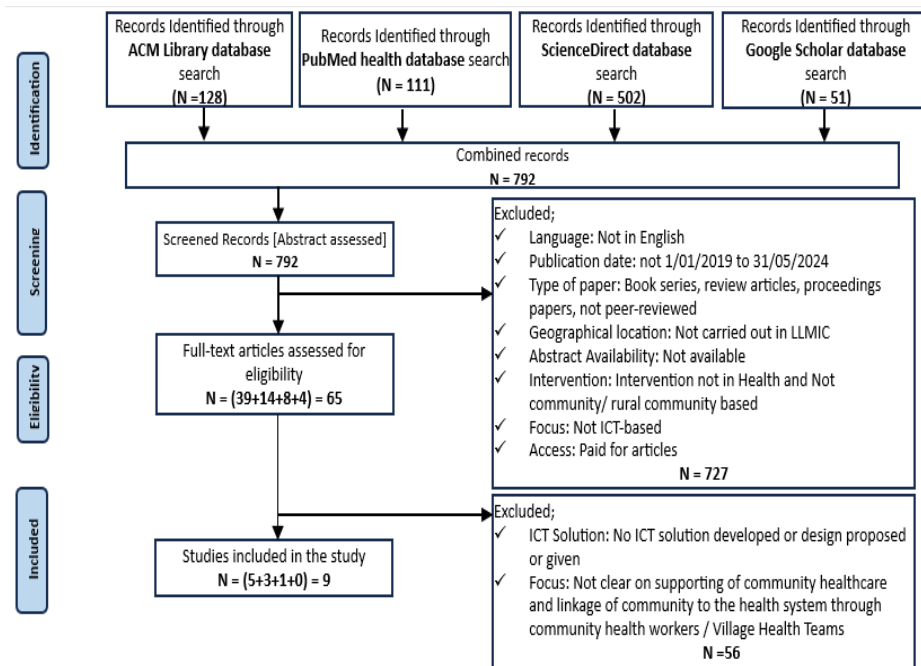 Identification
Records Identified through
ACM Library database
search
(N =128)
Records Identified through
PubMed health database search
(N = 111)
Records Identified through
ScienceDirect database
search
(N = 502)
Records Identified through
Google Scholar database
search
(N = 51)
Combined records
N = 792
Screening
Screened Records [Abstract assessed]
N = 792
Excluded;
✓ Language: Not in English
✓ Publication date: not 1/01/2019 to 31/05/2024
✓ Type of paper: Book series, review articles, proceedings
papers, not peer-reviewed
✓ Geographical location: Not carried out in LLMIC
✓ Abstract Availability: Not available
✓ Intervention: Intervention not in Health and Not
community/ rural community based
✓ Focus: Not ICT-based
✓ Access: Paid for articles
N = 727
Eligibility
Full-text articles assessed for
eligibility
N = (39+14+8+4) = 65
Included
Studies included in the study
N = (5+3+1+0) = 9
Excluded;
✓ ICT Solution: No ICT solution developed or design proposed
or given
✓ Focus: Not clear on supporting of community healthcare
and linkage of community to the health system through
community health workers / Village Health Teams
N =56